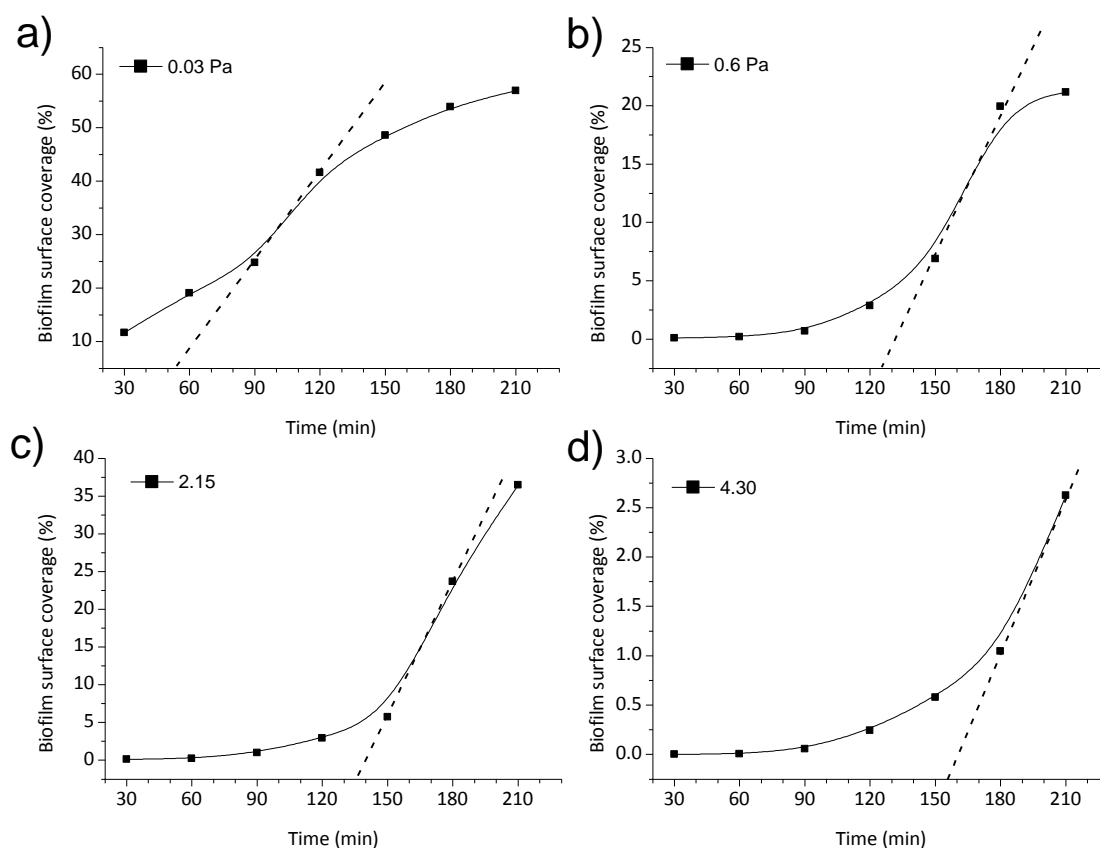 a)
0.03 Pa
Biofilm surface coverage (%)
60
50
40
30
20
10
30 60 90 120 150 180 210
Time (min)
b)
0.6 Pa
Biofilm surface coverage (%)
25
20
15
10
5
0
30 60 90 120 150 180 210
Time (min)
c)
2.15
Biofilm surface coverage (%)
40
35
30
25
20
15
10
5
0
30 60 90 120 150 180 210
Time (min)
d)
4.30
Biofilm surface coverage (%)
3.0
2.5
2.0
1.5
1.0
0.5
0.0
30 60 90 120 150 180 210
Time (min)